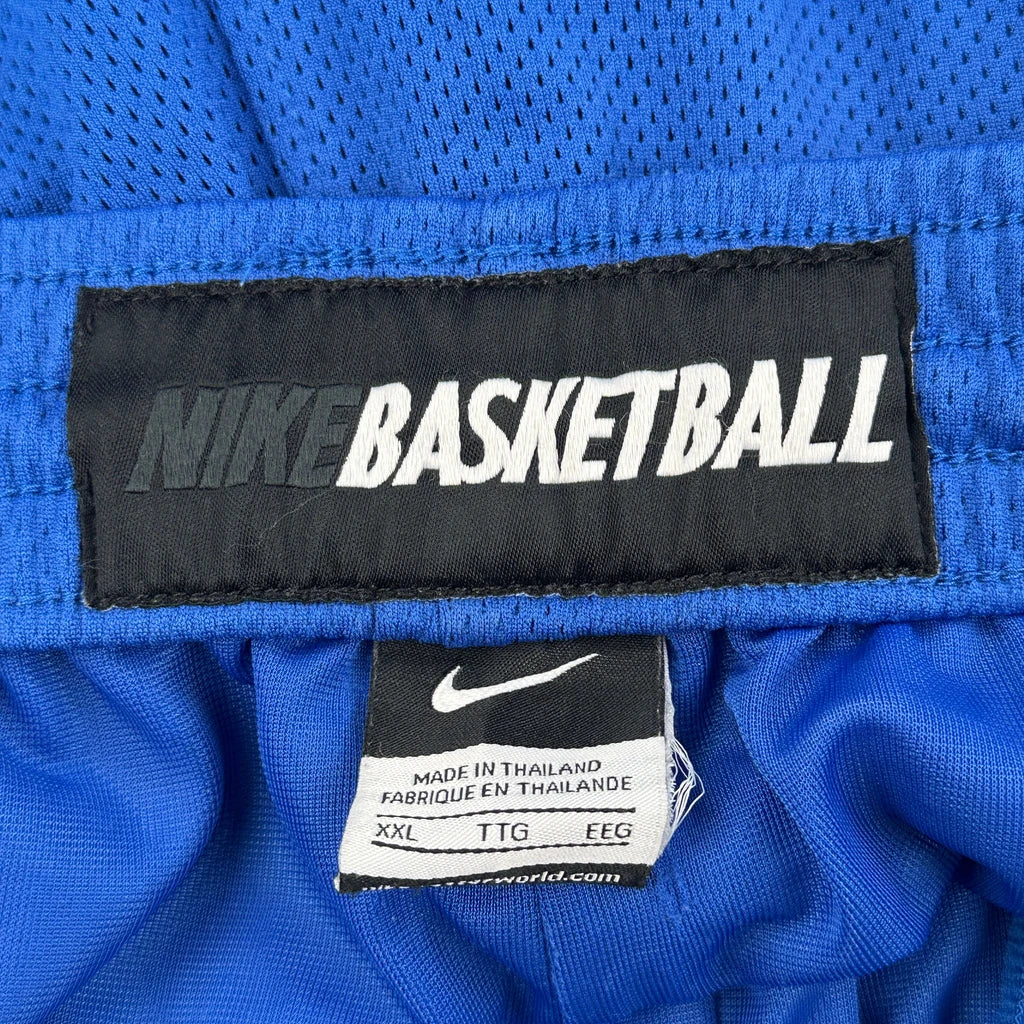 NIKEBASKETBALL
MADE IN THAILAND
FABRIQUE EN THAILANDE
XXL TTG EEG